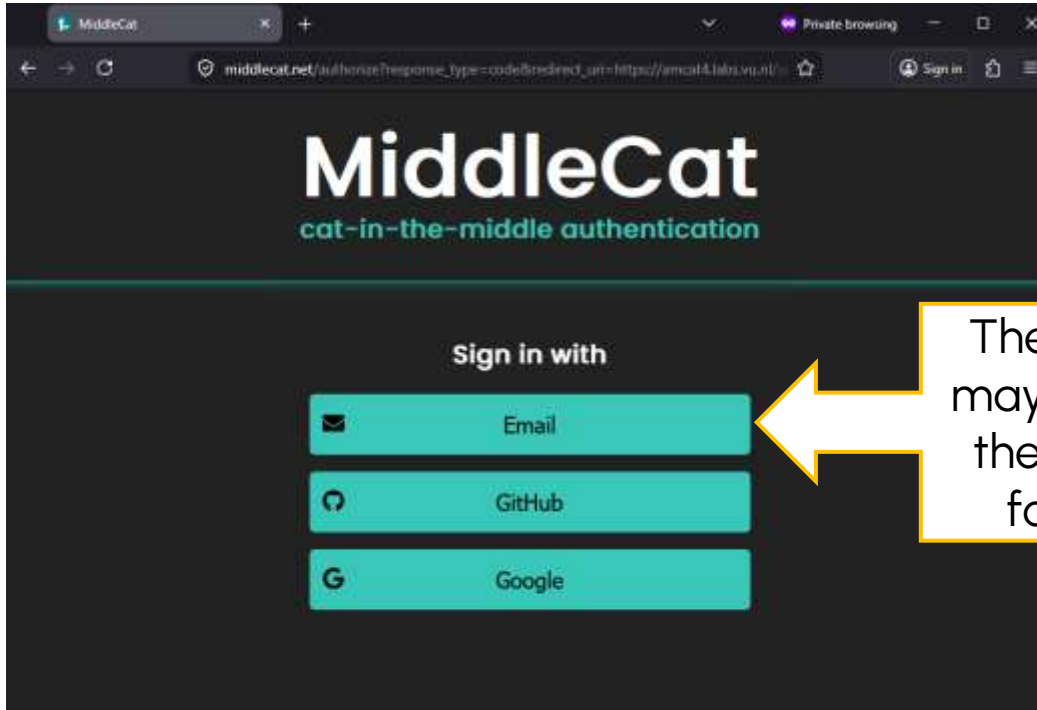 MiddleCat
Private browsing
middlecat.net/authorize?response_type=code&redirect_uri=https://amcat4.labs.vu.nl/
Sign in
MiddleCat
cat-in-the-middle authentication
Sign in with
Email
GitHub
Google
The
may
the
fo